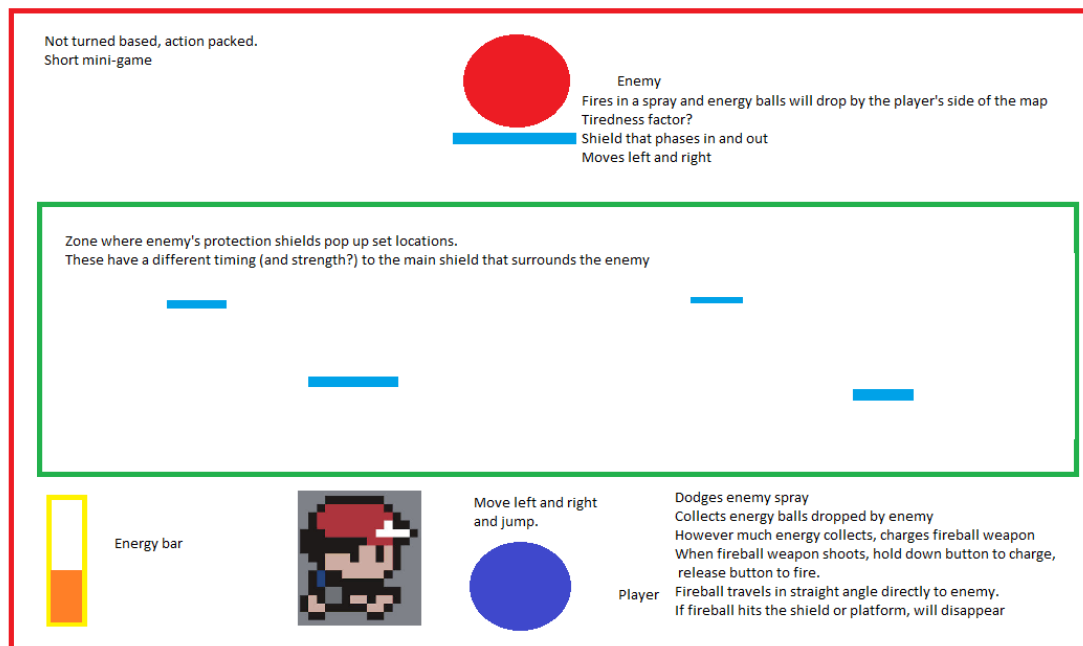 Not turned based, action packed.
Short mini-game
Enemy
Fires in a spray and energy balls will drop by the player's side of the map
Tiredness factor?
Shield that phases in and out
Moves left and right
Zone where enemy's protection shields pop up set locations.
These have a different timing (and strength?) to the main shield that surrounds the enemy
Energy bar
Move left and right
and jump.
Player
Dodges enemy spray
Collects energy balls dropped by enemy
However much energy collects, charges fireball weapon
When fireball weapon shoots, hold down button to charge,
release button to fire.
Fireball travels in straight angle directly to enemy.
If fireball hits the shield or platform, will disappear